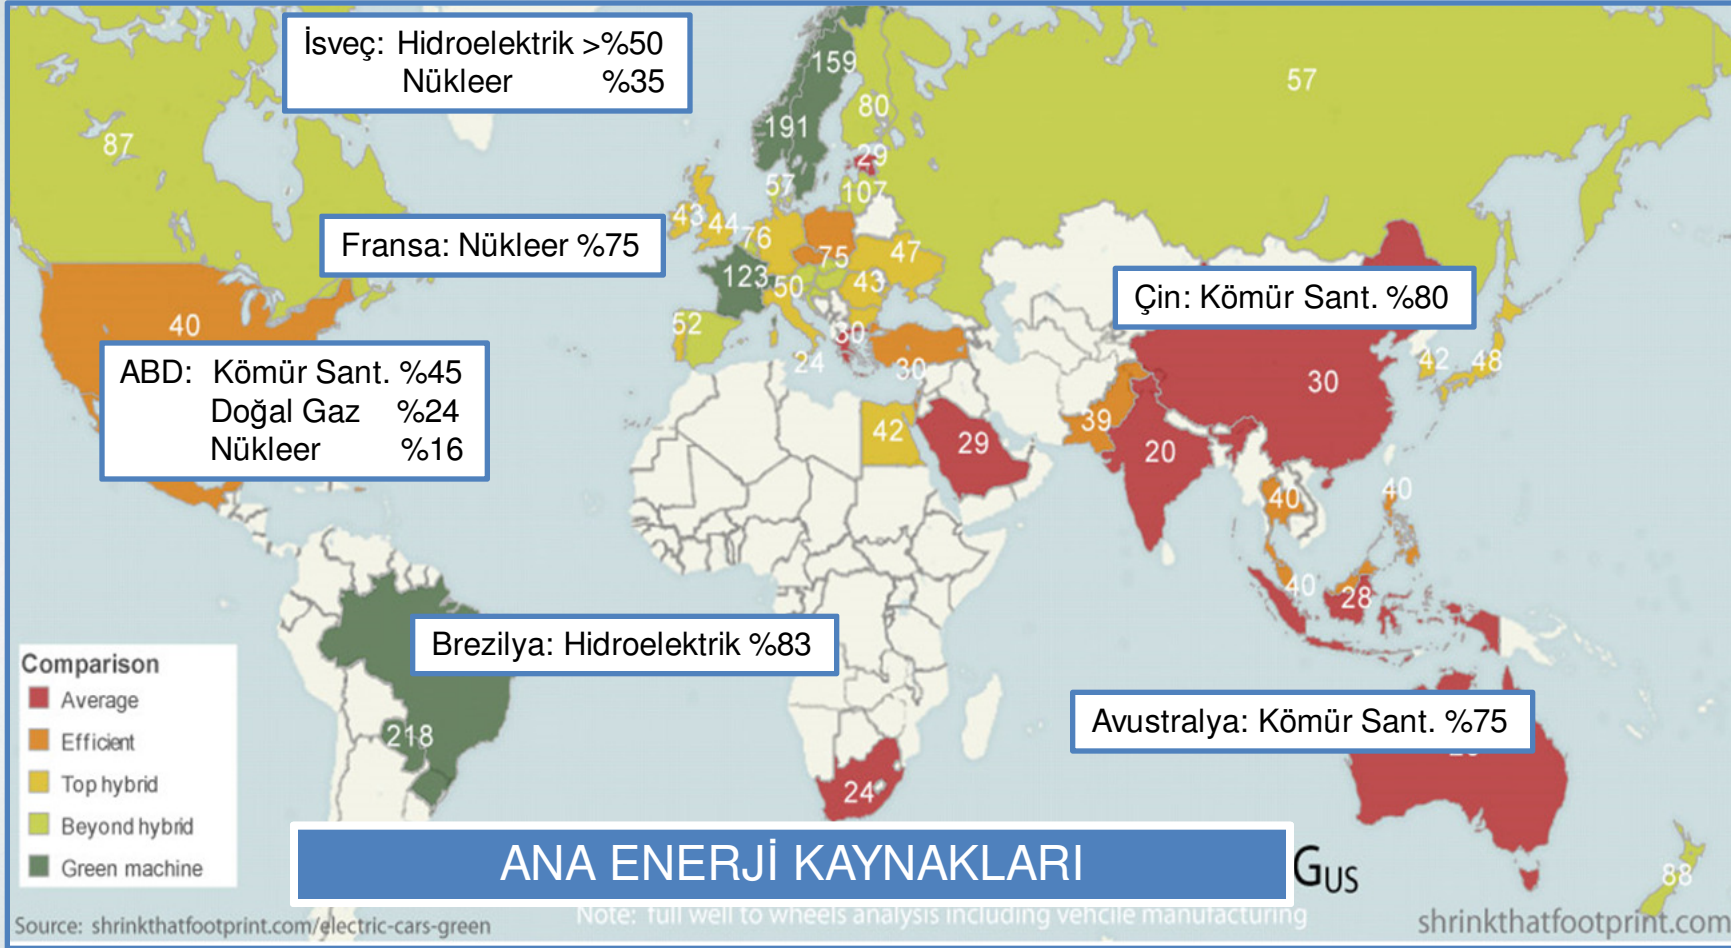 İsveç: Hidroelektrik >%50
Nükleer %35
159
57
80
87
191
29
57
107
43
44
76
Fransa: Nükleer %75
75
47
123
50
43
Çin: Kömür Sant. %80
40
52
30
24
30
42
48
30
ABD: Kömür Sant. %45
Doğal Gaz %24
Nükleer %16
39
42
29
20
40
40
40
28
Brezilya: Hidroelektrik %83
Comparison
Average
Efficient
Top hybrid
Beyond hybrid
Green machine
218
Avustralya: Kömür Sant. %75
24
ANA ENERJİ KAYNAKLARI
GUS
88
Source: shrinkthatfootprint.com/electric-cars-green
Note: full well to wheels analysis including vehcile manufacturing
shrinkthatfootprint.com